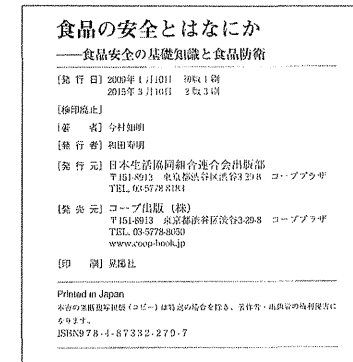 食品の安全とはなにか
——食品安全の基礎知識と食品防衛
[発 行 日] 2009年1月10日 初版1刷
2015年3月10日 2版3刷
[検印廃止]
[著 者] 今村知明
[発 行 者] 和田寿昭
[発 行 元] 日本生活協同組合連合会出版部
〒151-8913 東京都渋谷区渋谷3-29-8 コーププラザ
TEL. 03-5778-8183
[発 売 元] コープ出版(株)
〒151-8913 東京都渋谷区渋谷3-29-8 コーププラザ
TEL. 03-5778-8050
www.coop-book.jp
[印 刷] 晃陽社
Printed in Japan
本書の無断複写複製(コピー)は特定の場合を除き、著作者・出版者の権利侵害に
なります。
ISBN978-4-87332-279-7